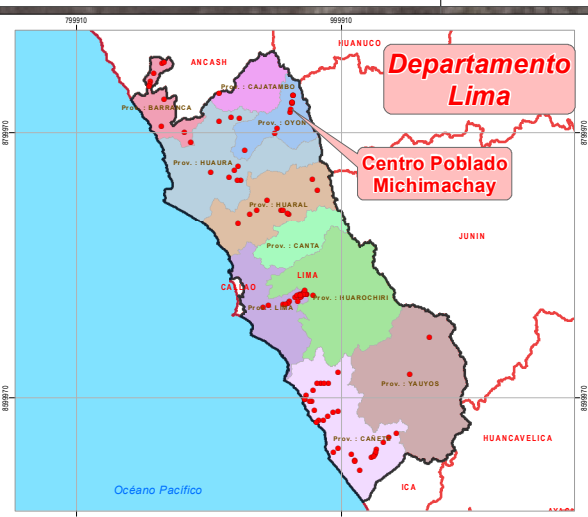 799910
999910
HUANUCO
ANCASH
Departamento
Lima
Prov. : CAJATAMBO
Prov. : BARRANCA
Prov. : OYON
8799970
8799970
Centro Poblado
Michimachay
Prov. : HUAURA
Prov. : HUARAL
JUNIN
Prov. : CANTA
LIMA
CALLAO
Prov. : HUAROCHIRI
Prov. : LIMA
Prov. : YAUYOS
8599970
8599970
Prov. : CAÑETE
HUANCAVELICA
Océano Pacífico
ICA